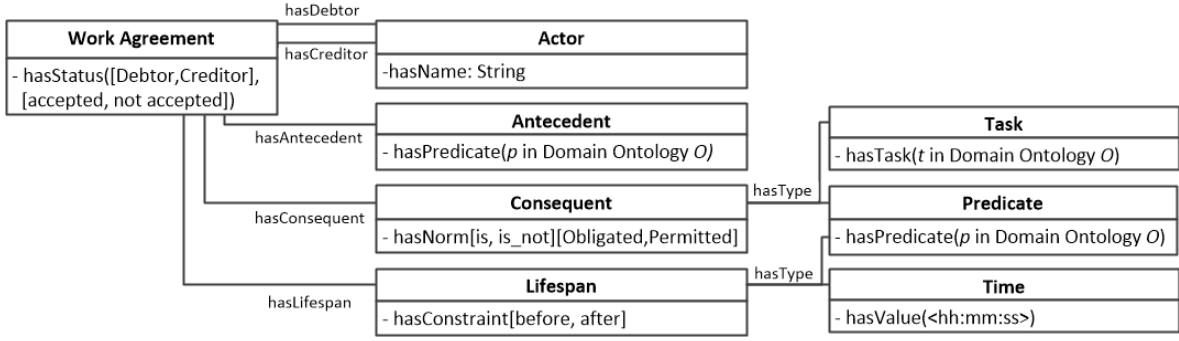 hasDebtor
Work Agreement
hasCreditor
Actor
- hasStatus([Debtor,Creditor],
[accepted, not accepted])
-hasName: String
hasAntecedent
Antecedent
- hasPredicate(p in Domain Ontology O)
Task
- hasTask(t in Domain Ontology O)
hasConsequent
Consequent
- hasNorm[is, is_not][Obligated,Permitted]
hasType
Predicate
- hasPredicate(p in Domain Ontology O)
hasLifespan
Lifespan
- hasConstraint[before, after]
hasType
Time
- hasValue(<hh:mm:ss>)